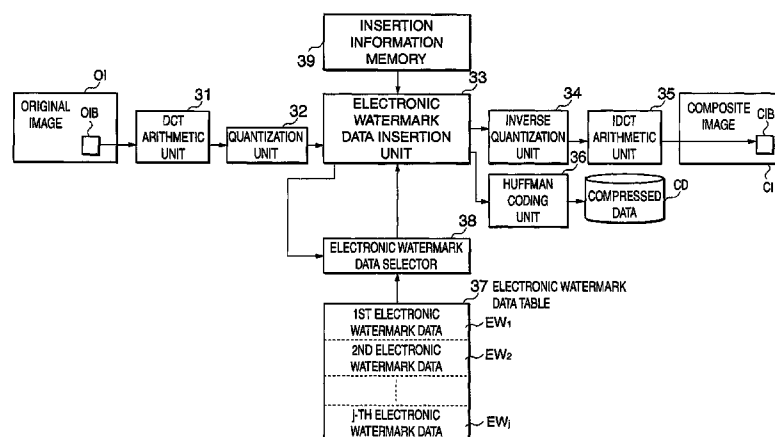 INSERTION
INFORMATION
MEMORY
39
33
OI
ORIGINAL
IMAGE
OIB
31
DCT
ARITHMETIC
UNIT
32
QUANTIZATION
UNIT
ELECTRONIC
WATERMARK
DATA INSERTION
UNIT
34
INVERSE
QUANTIZATION
UNIT
35
IDCT
ARITHMETIC
UNIT
COMPOSITE
IMAGE
CIB
CI
36
HUFFMAN
CODING
UNIT
COMPRESSED
DATA
CD
38
ELECTRONIC WATERMARK
DATA SELECTOR
37 ELECTRONIC WATERMARK
DATA TABLE
1ST ELECTRONIC
WATERMARK DATA
EW1
2ND ELECTRONIC
WATERMARK DATA
EW2
j-TH ELECTRONIC
WATERMARK DATA
EWj